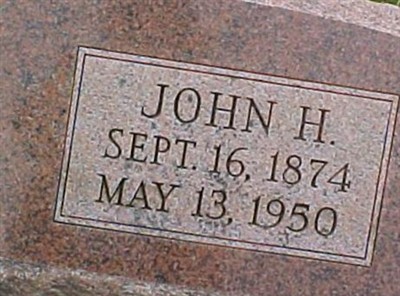 JOHN H.
SEPT. 16, 1874
MAY 13, 1950